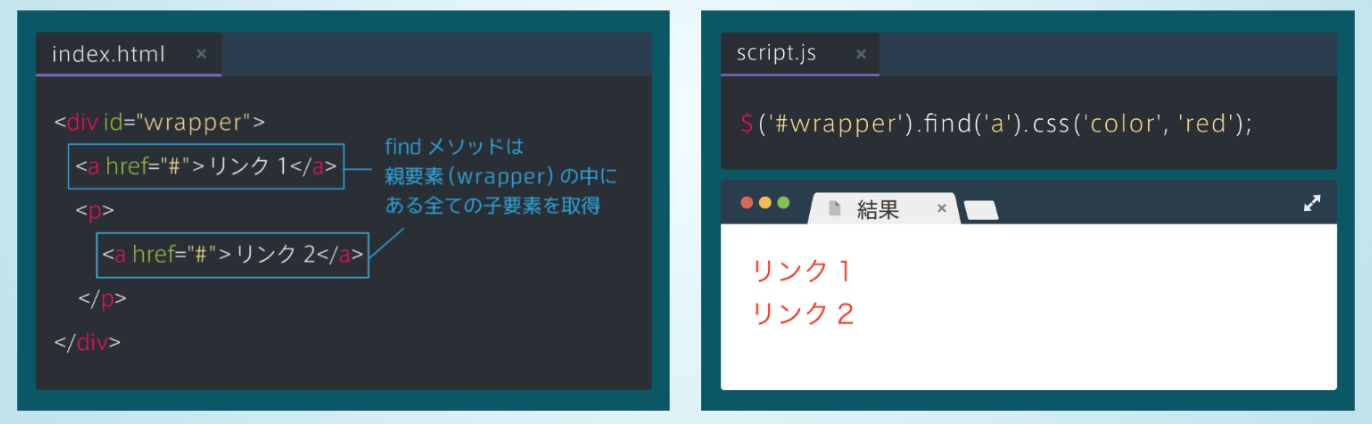 index.html ×
<div id="wrapper">
<a href="#">リンク 1</a>
<p>
<a href="#">リンク 2</a>
</p>
</div>
find メソッドは
親要素(wrapper)の中に
ある全ての子要素を取得
script.js ×
$('#wrapper').find('a').css('color', 'red');
結果 ×
リンク 1
リンク 2